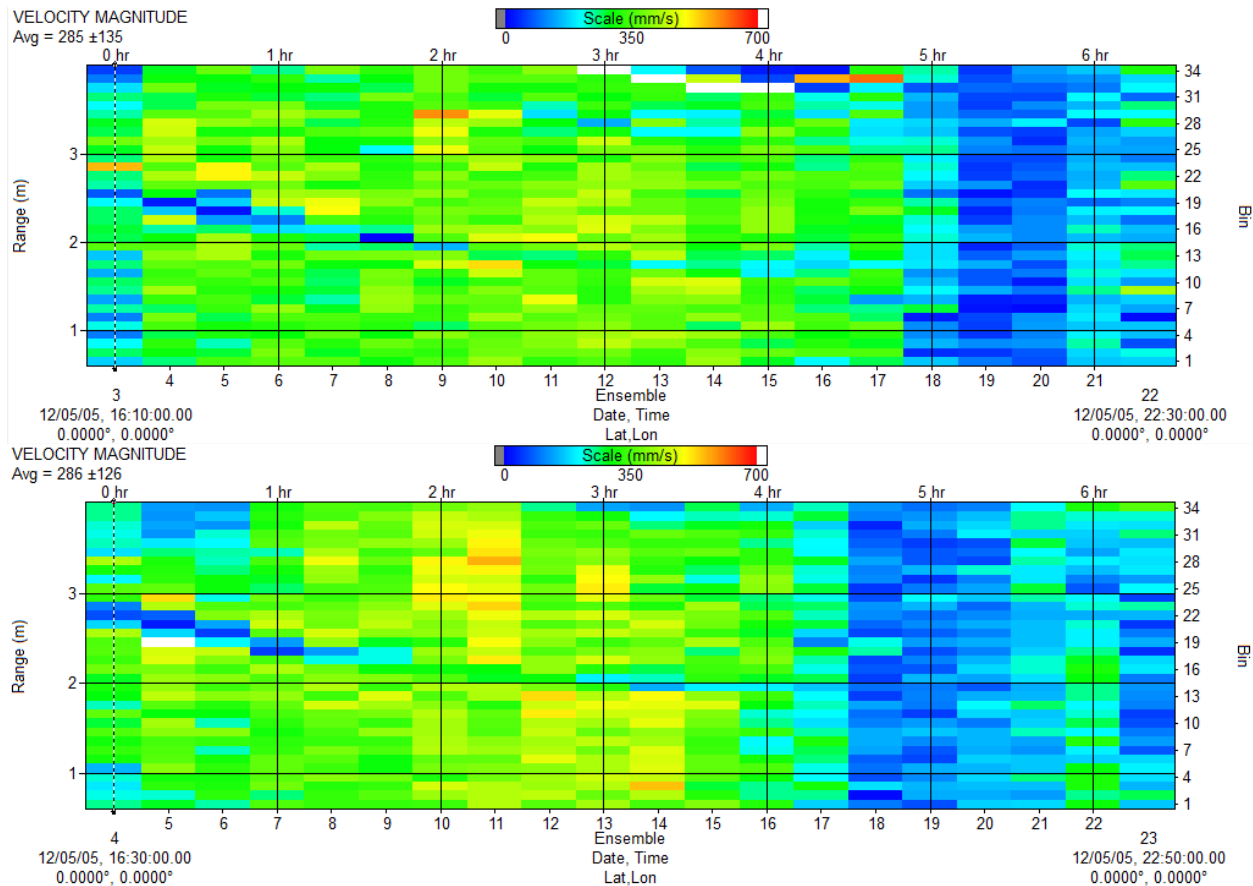 VELOCITY MAGNITUDE
Avg = 285 ±135
Scale (mm/s)
0 350 700
0 hr 1 hr 2 hr 3 hr 4 hr 5 hr 6 hr
Range (m)
3
2
1
34
31
28
25
22
19
16
13
10
7
4
1
Bin
3 4 5 6 7 8 9 10 11 12 13 14 15 16 17 18 19 20 21 22
Ensemble
12/05/05, 16:10:00.00 Date, Time 12/05/05, 22:30:00.00
0.0000°, 0.0000° Lat,Lon 0.0000°, 0.0000°
VELOCITY MAGNITUDE
Avg = 286 ±126
Scale (mm/s)
0 350 700
0 hr 1 hr 2 hr 3 hr 4 hr 5 hr 6 hr
Range (m)
3
2
1
34
31
28
25
22
19
16
13
10
7
4
1
Bin
4 5 6 7 8 9 10 11 12 13 14 15 16 17 18 19 20 21 22 23
Ensemble
12/05/05, 16:30:00.00 Date, Time 12/05/05, 22:50:00.00
0.0000°, 0.0000° Lat,Lon 0.0000°, 0.0000°